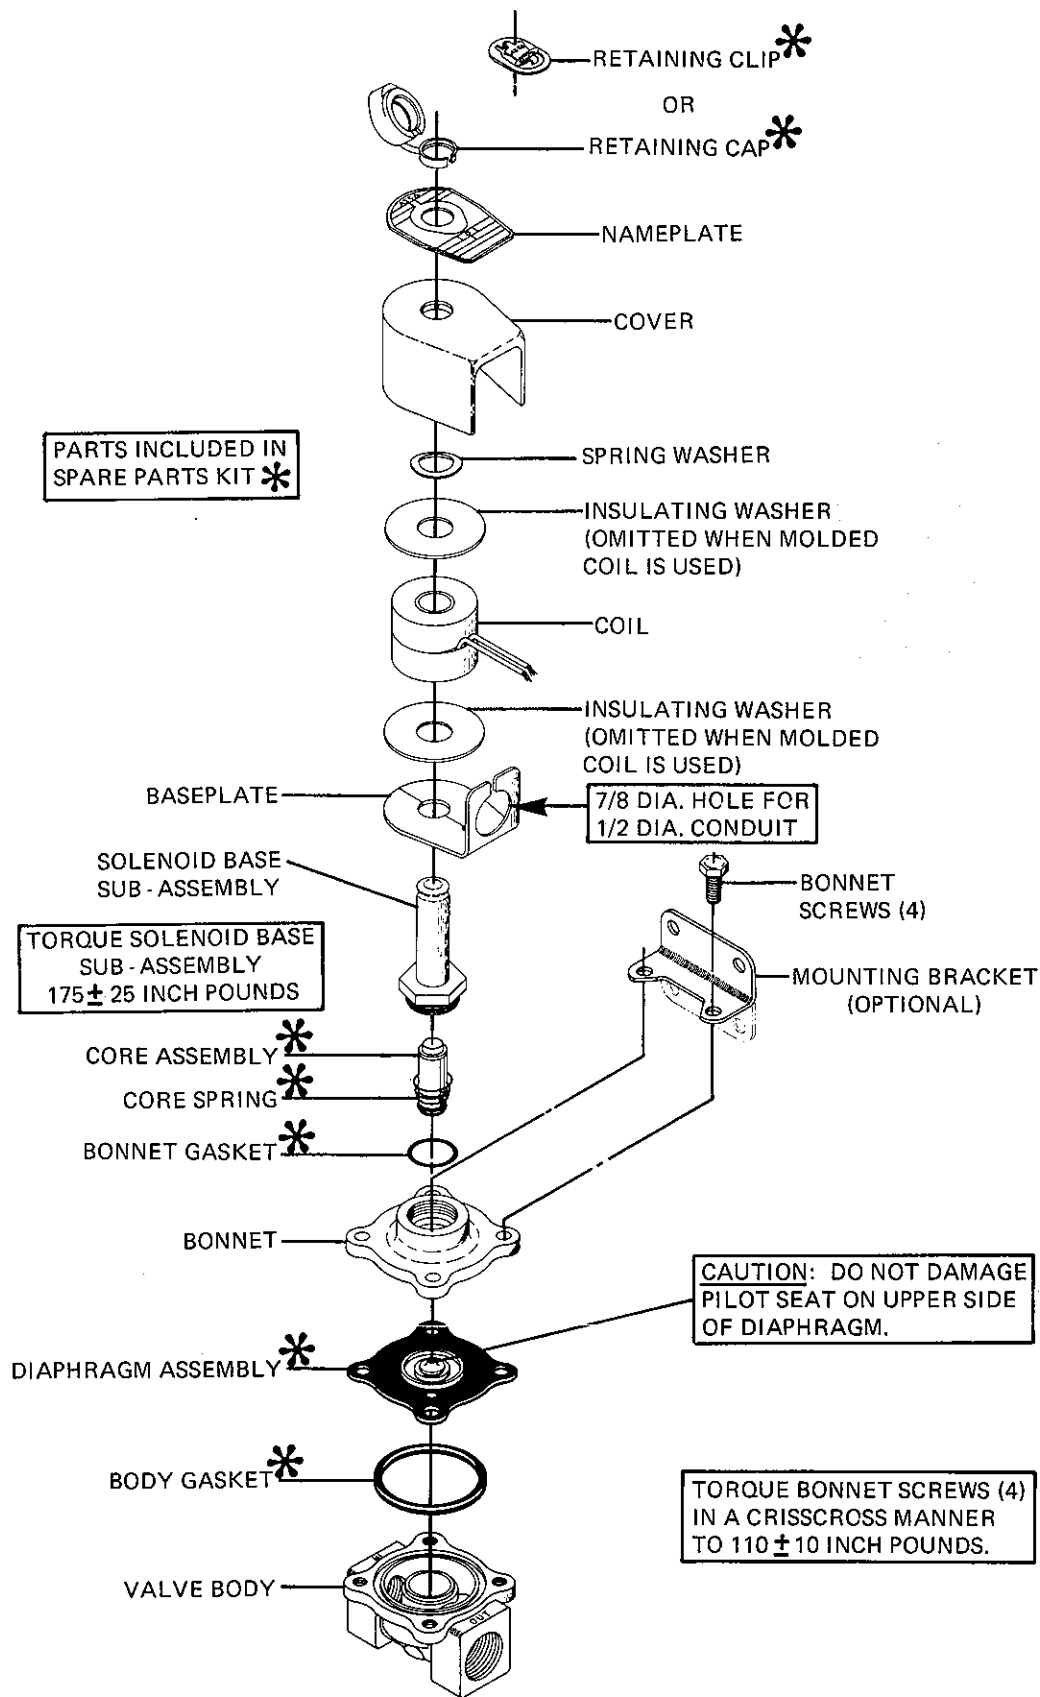 RETAINING CLIP*
OR
RETAINING CAP*
NAMEPLATE
COVER
PARTS INCLUDED IN
SPARE PARTS KIT *
SPRING WASHER
INSULATING WASHER
(OMITTED WHEN MOLDED
COIL IS USED)
COIL
INSULATING WASHER
(OMITTED WHEN MOLDED
COIL IS USED)
BASEPLATE
7/8 DIA. HOLE FOR
1/2 DIA. CONDUIT
SOLENOID BASE
SUB-ASSEMBLY
BONNET
SCREWS (4)
TORQUE SOLENOID BASE
SUB-ASSEMBLY
175 ± 25 INCH POUNDS
MOUNTING BRACKET
(OPTIONAL)
CORE ASSEMBLY*
CORE SPRING*
BONNET GASKET*
BONNET
CAUTION: DO NOT DAMAGE
PILOT SEAT ON UPPER SIDE
OF DIAPHRAGM.
DIAPHRAGM ASSEMBLY*
BODY GASKET*
TORQUE BONNET SCREWS (4)
IN A CRISSCROSS MANNER
TO 110 ± 10 INCH POUNDS.
VALVE BODY
OUT